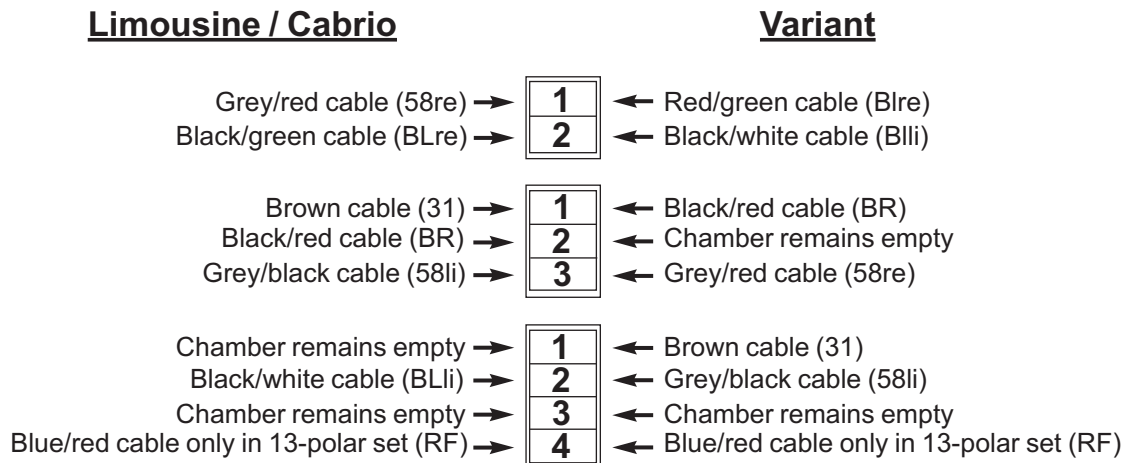 Limousine / Cabrio Variant
Grey/red cable (58re) 1 Red/green cable (Blre)
Black/green cable (BLre) 2 Black/white cable (Blli)
Brown cable (31) 1 Black/red cable (BR)
Black/red cable (BR) 2 Chamber remains empty
Grey/black cable (58li) 3 Grey/red cable (58re)
Chamber remains empty 1 Brown cable (31)
Black/white cable (BLli) 2 Grey/black cable (58li)
Chamber remains empty 3 Chamber remains empty
Blue/red cable only in 13-polar set (RF) 4 Blue/red cable only in 13-polar set (RF)